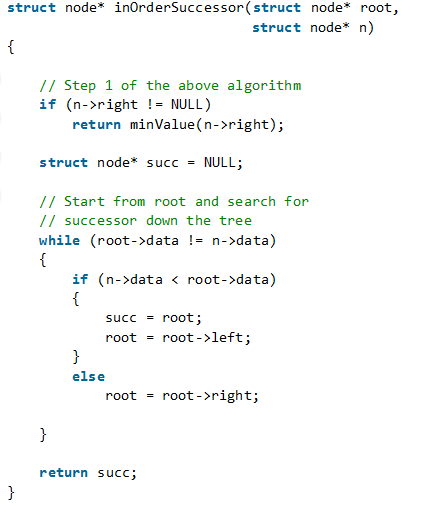 struct node* inOrderSuccessor(struct node* root,
                              struct node* n)
{
    // Step 1 of the above algorithm
    if (n->right != NULL)
        return minValue(n->right);
    struct node* succ = NULL;
    // Start from root and search for
    // successor down the tree
    while (root->data != n->data)
    {
        if (n->data < root->data)
        {
            succ = root;
            root = root->left;
        }
        else
            root = root->right;
    }
    return succ;
}